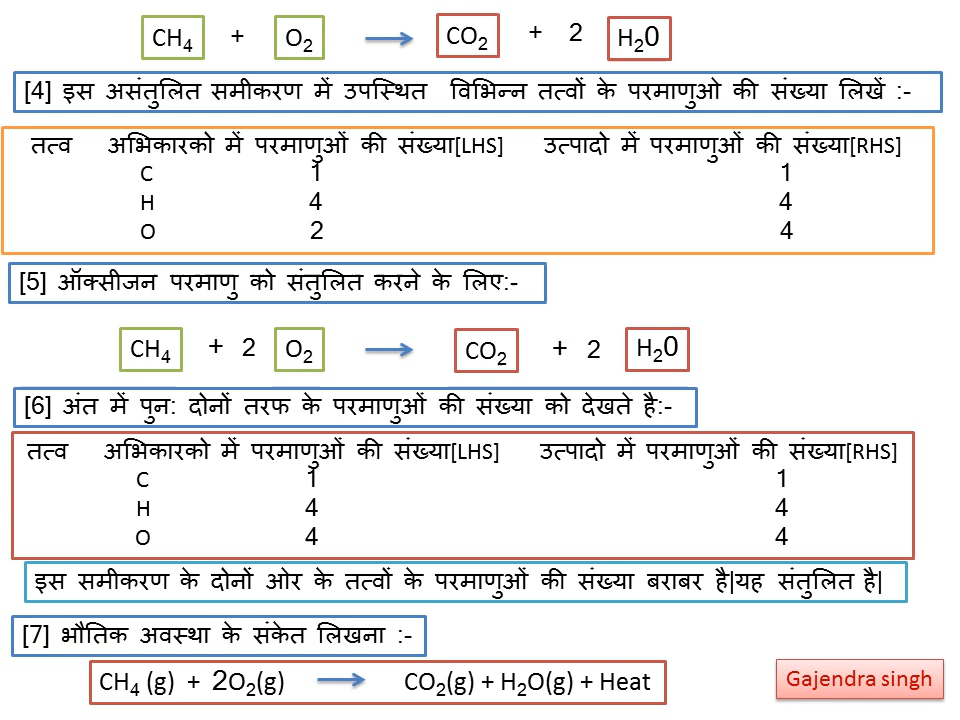 CH₄ + O₂ → CO₂ + 2 H₂0
[4] इस असंतुलित समीकरण में उपस्थित विभिन्न तत्वों के परमाणुओ की संख्या लिखें :-
तत्व अभिकारको में परमाणुओं की संख्या[LHS] उत्पादो में परमाणुओं की संख्या[RHS]
C 1 1
H 4 4
O 2 4
[5] ऑक्सीजन परमाणु को संतुलित करने के लिए:-
CH₄ + 2 O₂ → CO₂ + 2 H₂0
[6] अंत में पुन: दोनों तरफ के परमाणुओं की संख्या को देखते है:-
तत्व अभिकारको में परमाणुओं की संख्या[LHS] उत्पादो में परमाणुओं की संख्या[RHS]
C 1 1
H 4 4
O 4 4
इस समीकरण के दोनों ओर के तत्वों के परमाणुओं की संख्या बराबर है|यह संतुलित है|
[7] भौतिक अवस्था के संकेत लिखना :-
CH₄ (g) + 2O₂(g) → CO₂(g) + H₂O(g) + Heat
Gajendra singh